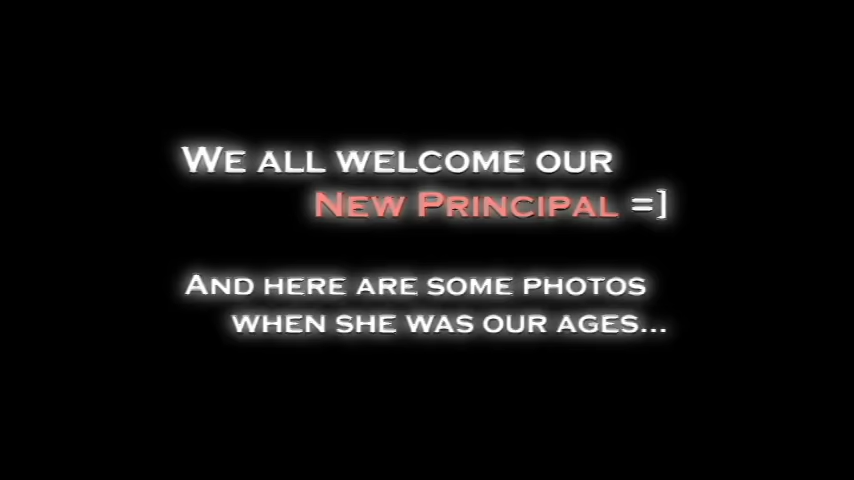 We all welcome our
New Principal =]
And here are some photos
when she was our ages...